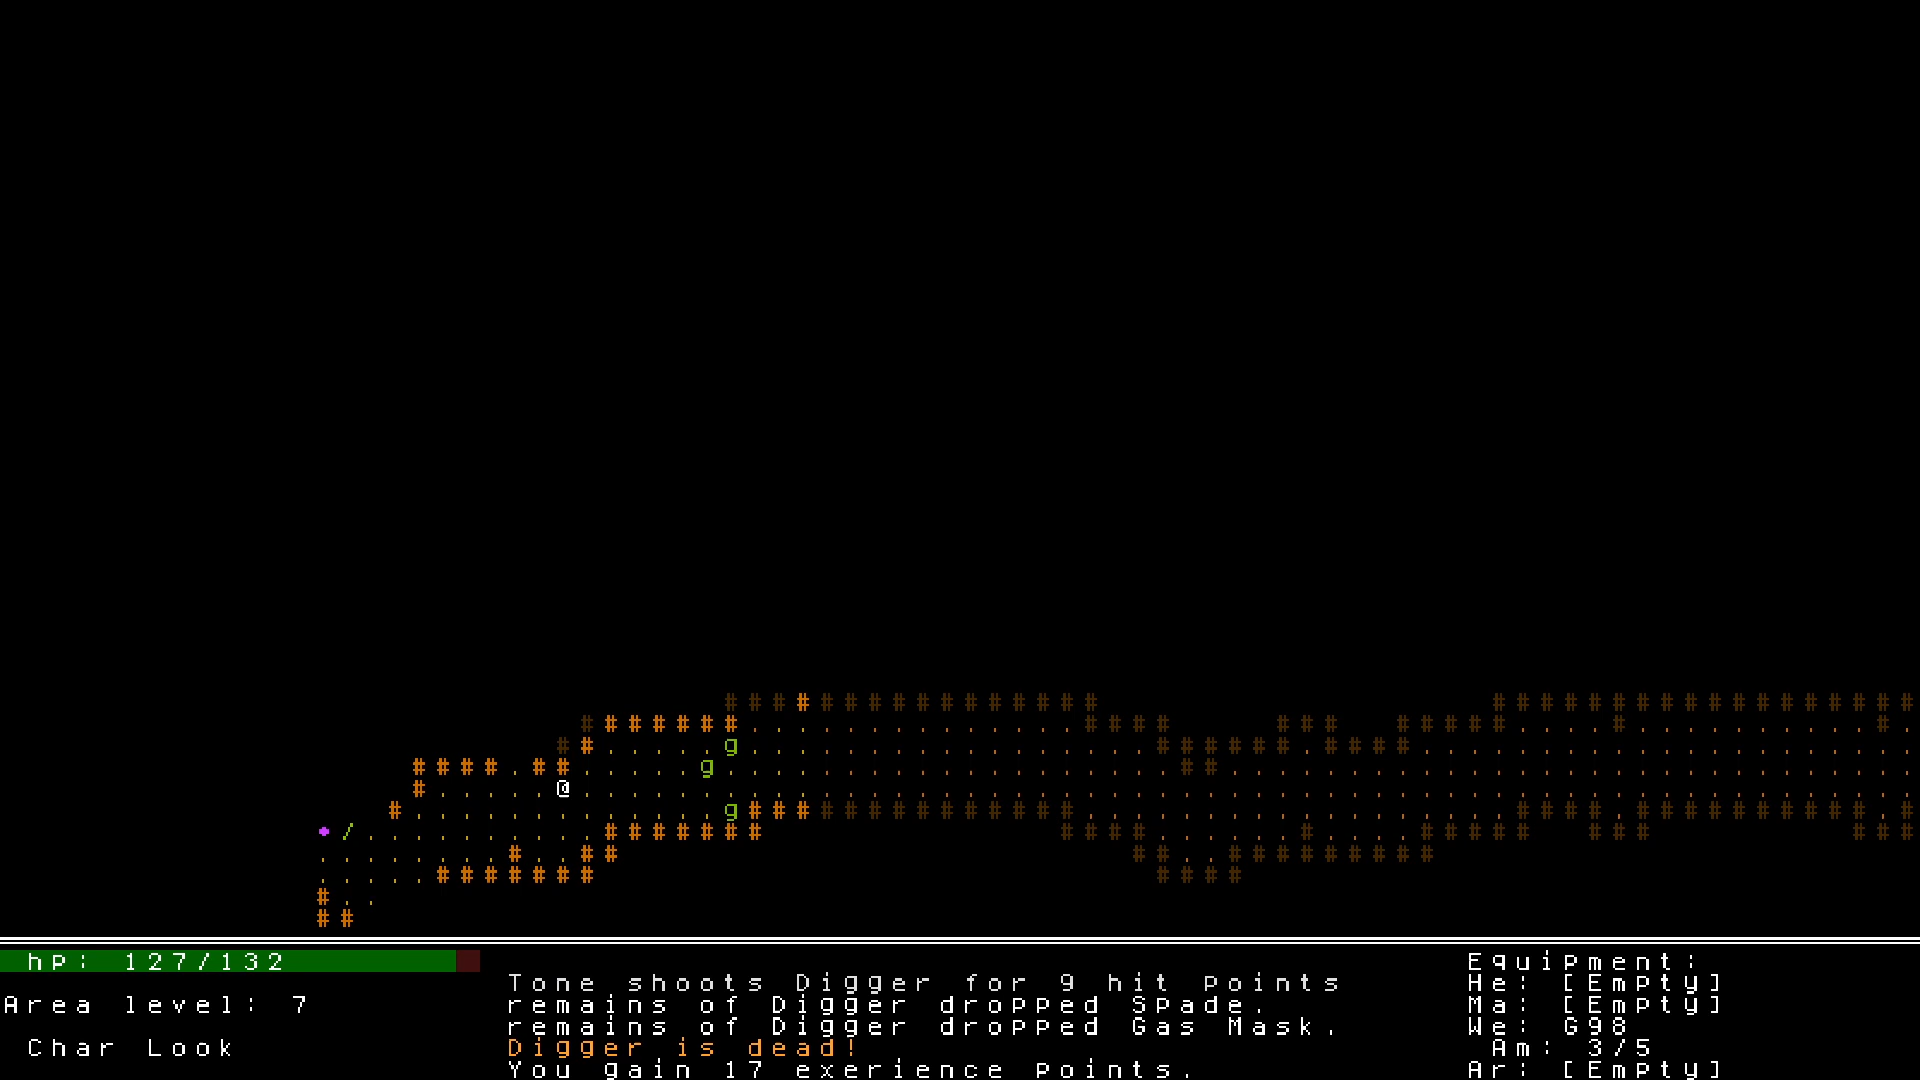 hp: 127/132
Area level: 7
Char Look
Tone shoots Digger for 9 hit points
remains of Digger dropped Spade.
remains of Digger dropped Gas Mask.
Digger is dead!
You gain 17 exerience points.
Equipment:
He: [Empty]
Ma: [Empty]
We: G98
Am: 3/5
Ar: [Empty]